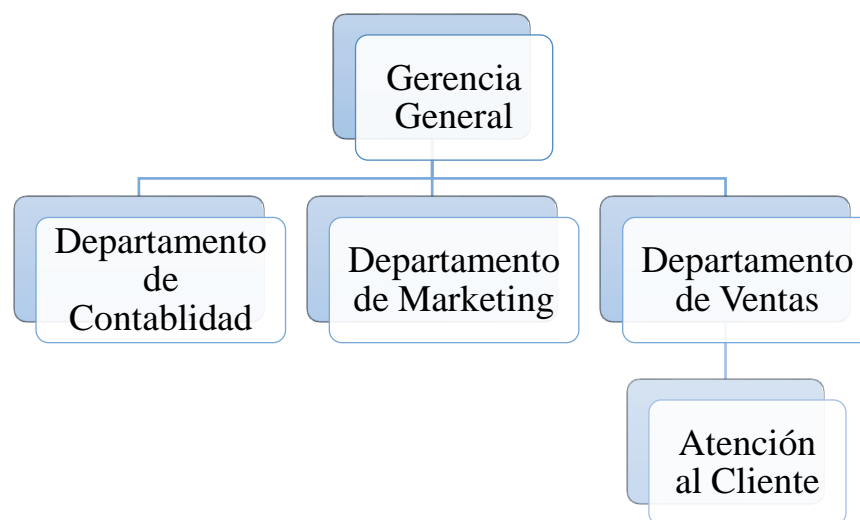 Gerencia
General
Departamento
de
Contablidad
Departamento
de Marketing
Departamento
de Ventas
Atención
al Cliente